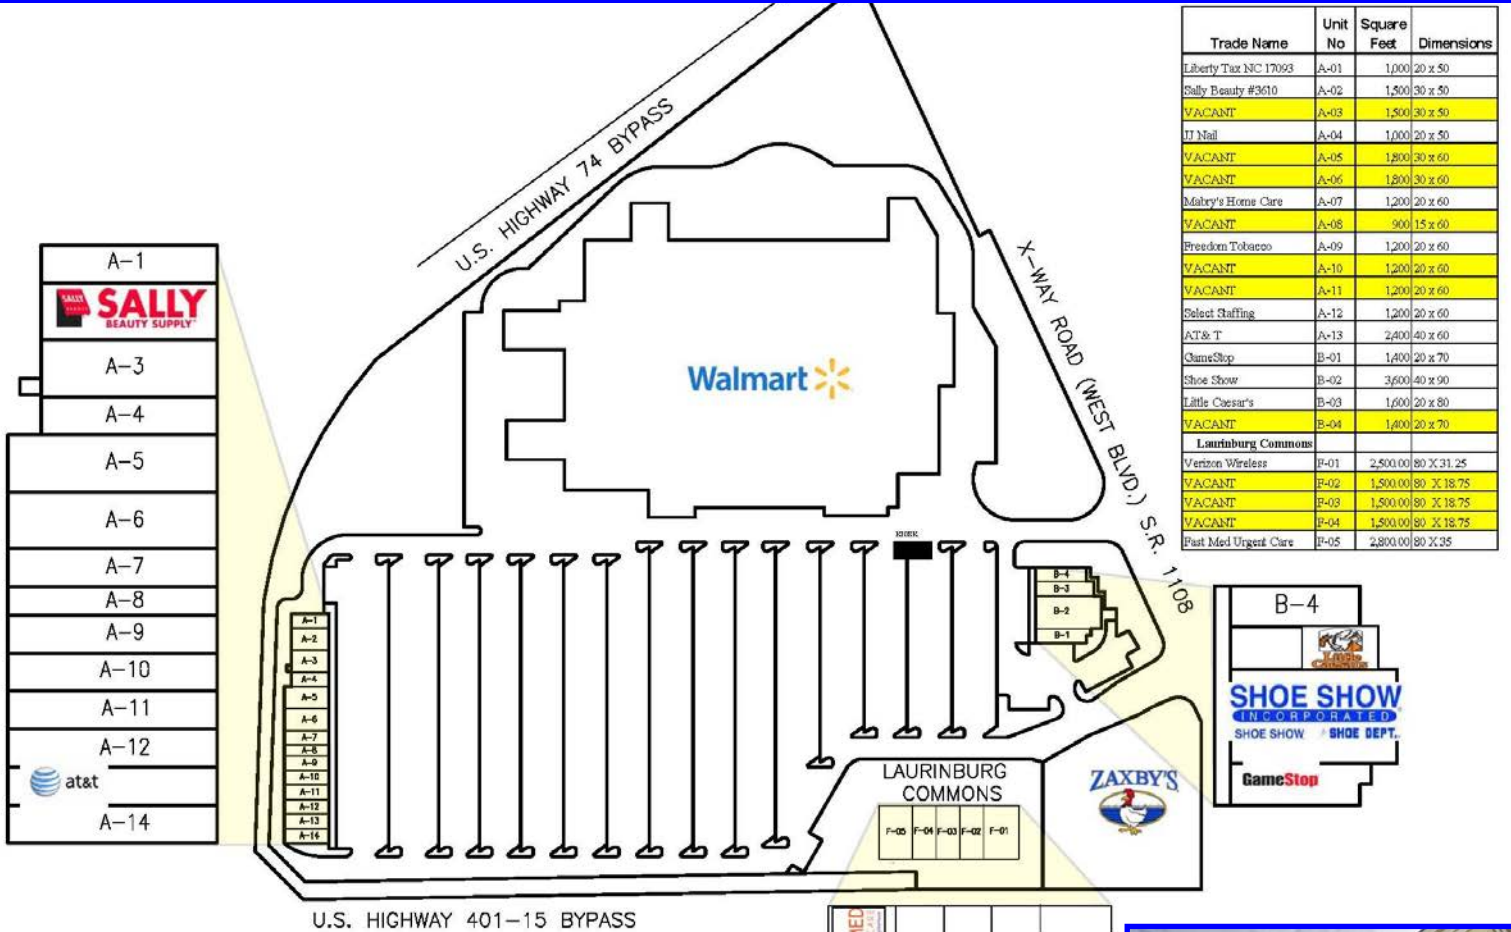 Trade Name Unit No Square Feet Dimensions
Liberty Tax NC 17093 A-01 1,000 20 x 50
Sally Beauty #3610 A-02 1,500 30 x 50
VACANT A-03 1,500 30 x 50
JJ Nail A-04 1,000 20 x 50
VACANT A-05 1,800 30 x 60
VACANT A-06 1,800 30 x 60
Mabry's Home Care A-07 1,200 20 x 60
VACANT A-08 900 15 x 60
Freedom Tobacco A-09 1,200 20 x 60
VACANT A-10 1,200 20 x 60
VACANT A-11 1,200 20 x 60
Select Staffing A-12 1,200 20 x 60
AT& T A-13 2,400 40 x 60
GameStop B-01 1,400 20 x 70
Shoe Show B-02 3,600 40 x 90
Little Caesar's B-03 1,600 20 x 80
VACANT B-04 1,400 20 x 70
Laurinburg Commons
Verizon Wireless F-01 2,500.00 80 X 31.25
VACANT F-02 1,500.00 80 X 18.75
VACANT F-03 1,500.00 80 X 18.75
VACANT F-04 1,500.00 80 X 18.75
Fast Med Urgent Care F-05 2,800.00 80 X 35
U.S. HIGHWAY 74 BYPASS
X-WAY ROAD (WEST BLVD.) S.R. 1108
Walmart
A-1
SALLY
SALLY
BEAUTY SUPPLY
A-3
A-4
A-5
A-6
A-7
A-8
A-9
A-10
A-11
A-12
at&t
A-14
A-1
A-2
A-3
A-4
A-5
A-6
A-7
A-8
A-9
A-10
A-11
A-12
A-13
A-14
B-4
B-3
B-2
B-1
B-4
Little
Caesars
SHOE SHOW
INCORPORATED
SHOE SHOW SHOE DEPT.
GameStop
LAURINBURG
COMMONS
F-05 F-04 F-03 F-02 F-01
ZAXBY'S
U.S. HIGHWAY 401-15 BYPASS
MED